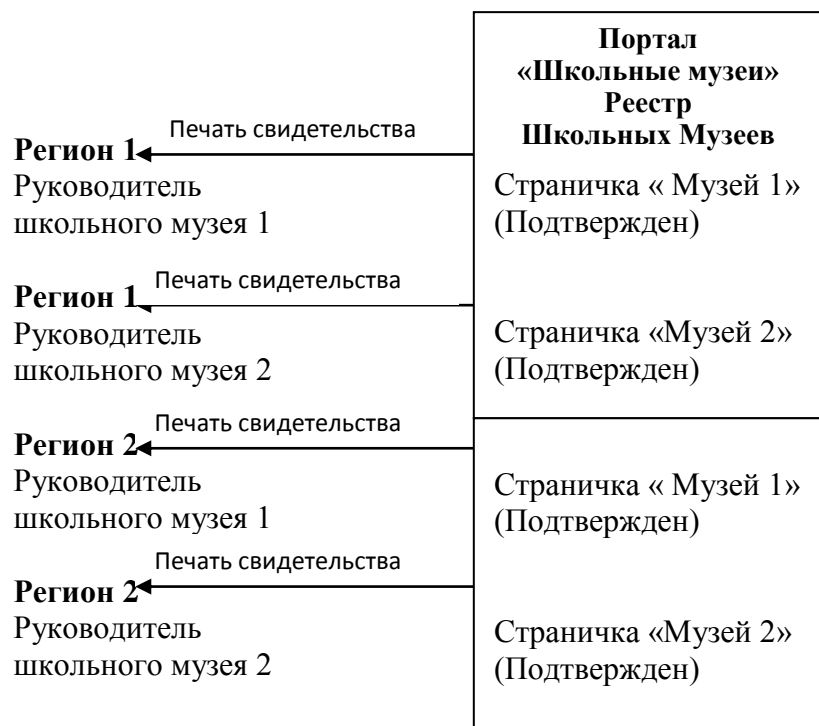 Портал
«Школьные музеи»
Реестр
Школьных Музеев
Печать свидетельства
Регион 1
Руководитель
школьного музея 1
Страничка « Музей 1»
(Подтвержден)
Печать свидетельства
Регион 1
Руководитель
школьного музея 2
Страничка «Музей 2»
(Подтвержден)
Печать свидетельства
Регион 2
Руководитель
школьного музея 1
Страничка « Музей 1»
(Подтвержден)
Печать свидетельства
Регион 2
Руководитель
школьного музея 2
Страничка «Музей 2»
(Подтвержден)